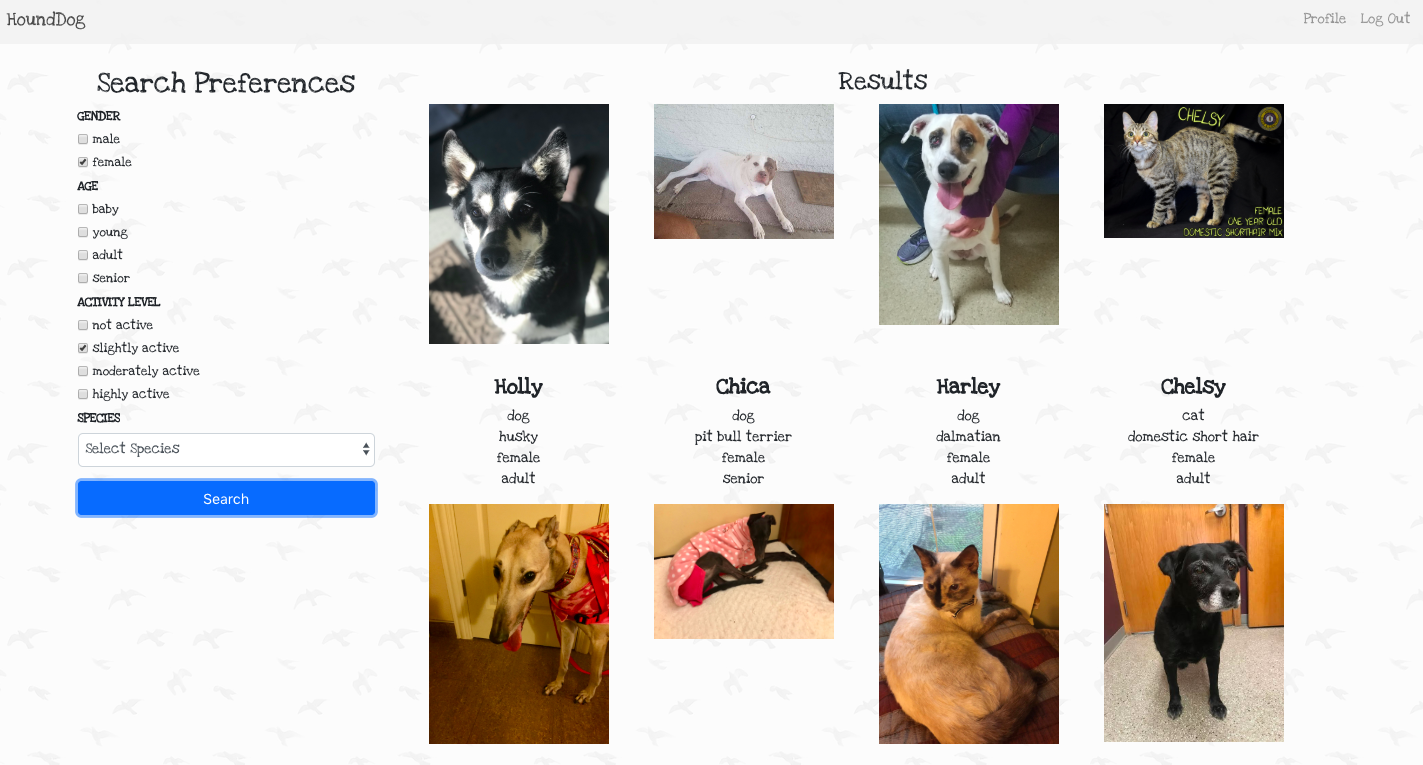 HoundDog
Profile
Log Out
Search Preferences
GENDER
male
female
AGE
baby
young
adult
senior
ACTIVITY LEVEL
not active
slightly active
moderately active
highly active
SPECIES
Select Species
Search
Results
CHELSY
FEMALE
ONE YEAR OLD
DOMESTIC SHORTHAIR MIX
Holly
dog
husky
female
adult
Chica
dog
pit bull terrier
female
senior
Harley
dog
dalmatian
female
adult
Chelsy
cat
domestic short hair
female
adult